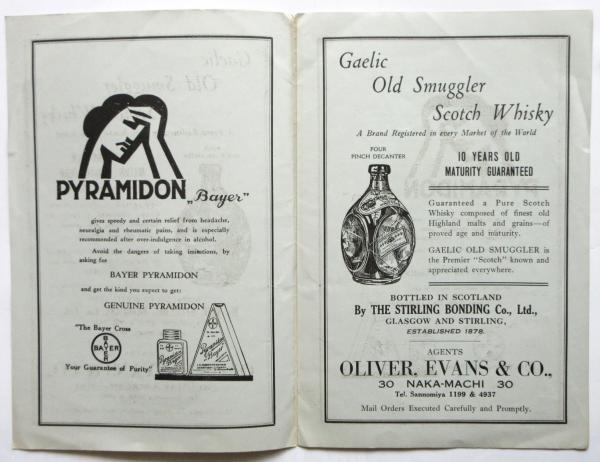 PYRAMIDON „Bayer"
gives speedy and certain relief from headache,
neuralgia and rheumatic pains, and is especially
recommended after over-indulgence in alcohol.
Avoid the dangers of taking imitations, by
asking for
BAYER PYRAMIDON
and get the kind you expect to get:
GENUINE PYRAMIDON
"The Bayer Cross
BAYER
BAYER
Your Guarantee of Purity"
Pyramidon
Pyramidon
Bayer
Gaelic
Old Smuggler
Scotch Whisky
A Brand Registered in every Market of the World
FOUR
PINCH DECANTER
10 YEARS OLD
MATURITY GUARANTEED
Guaranteed a Pure Scotch
Whisky composed of finest old
Highland malts and grains—of
proved age and maturity.
GAELIC OLD SMUGGLER is
the Premier "Scotch" known and
appreciated everywhere.
BOTTLED IN SCOTLAND
By THE STIRLING BONDING Co., Ltd.,
GLASGOW AND STIRLING,
ESTABLISHED 1878.
AGENTS
OLIVER, EVANS & CO.,
30 NAKA-MACHI 30
Tel. Sannomiya 1199 & 4937
Mail Orders Executed Carefully and Promptly.